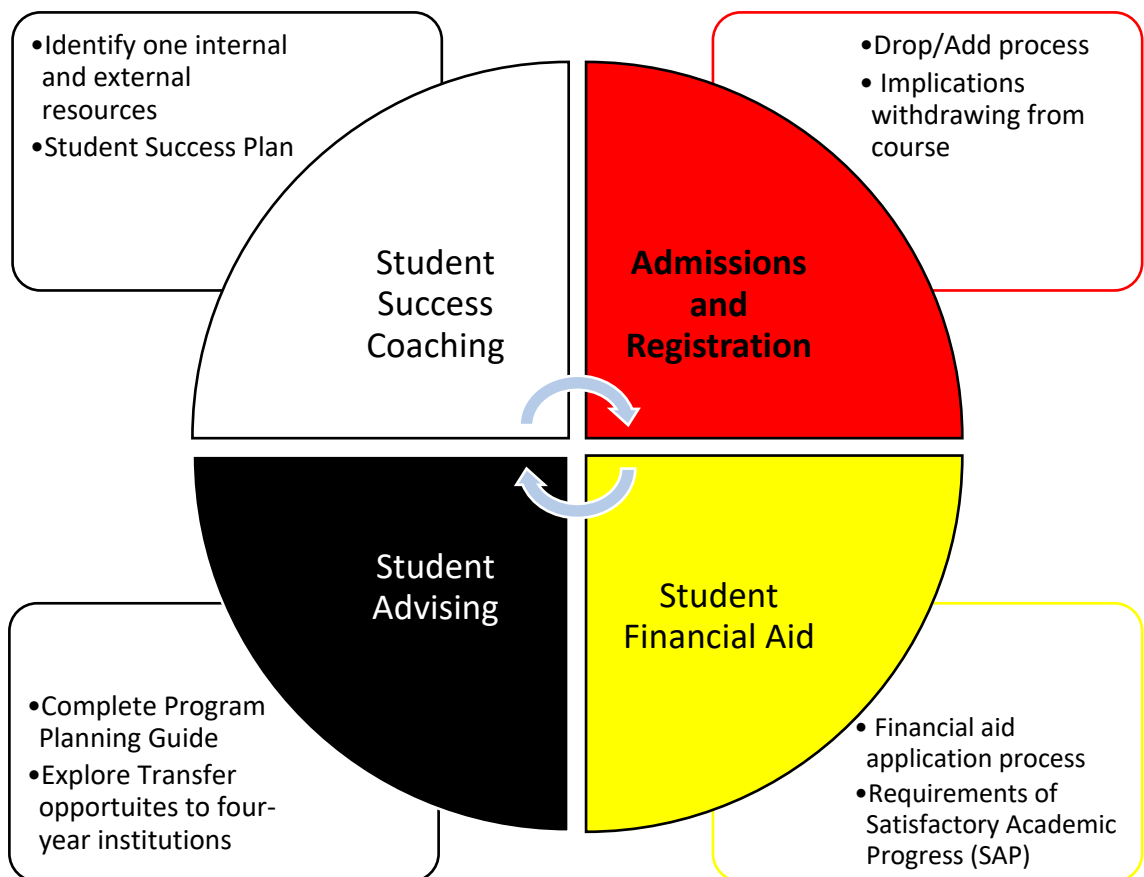 •Identify one internal
and external
resources
•Student Success Plan
•Drop/Add process
• Implications
withdrawing from
course
Student
Success
Coaching
Admissions
and
Registration
Student
Advising
Student
Financial Aid
•Complete Program
Planning Guide
•Explore Transfer
opportuites to four-
year institutions
• Financial aid
application process
•Requirements of
Satisfactory Academic
Progress (SAP)